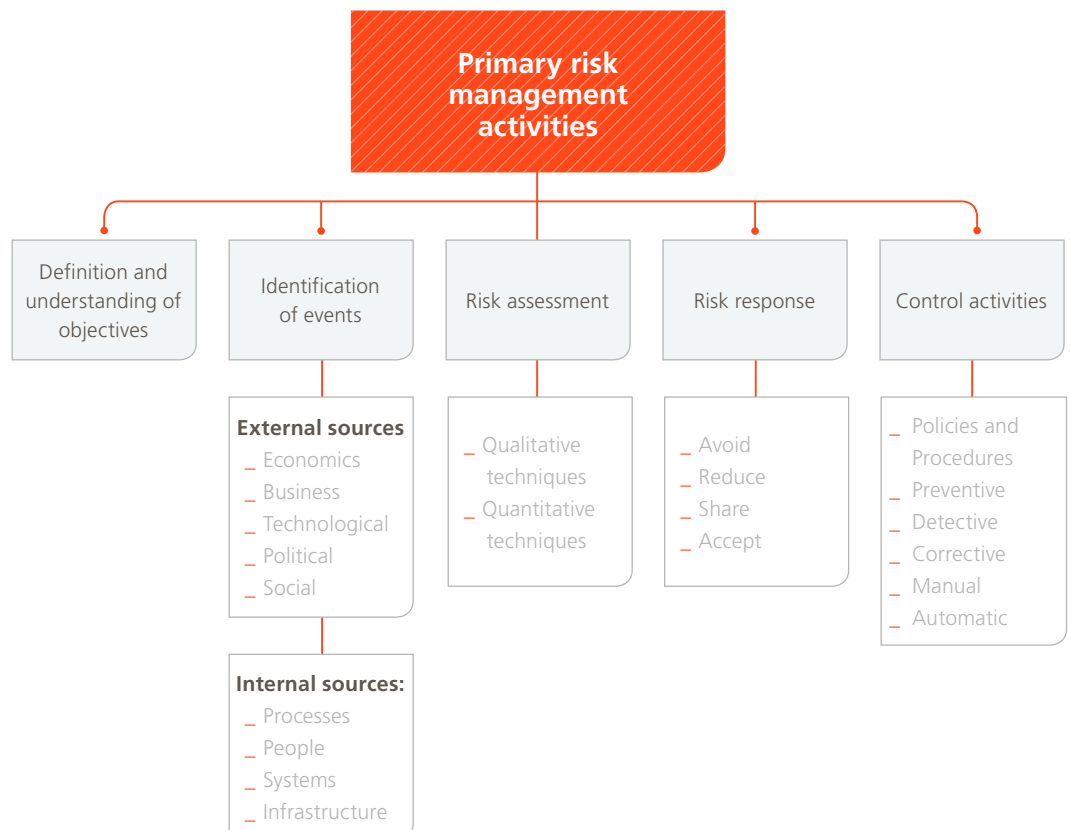 Primary risk
management
activities
Definition and
understanding of
objectives
Identification
of events
Risk assessment
Risk response
Control activities
External sources
_ Economics
_ Business
_ Technological
_ Political
_ Social
Internal sources:
_ Processes
_ People
_ Systems
_ Infrastructure
_ Qualitative
techniques
_ Quantitative
techniques
_ Avoid
_ Reduce
_ Share
_ Accept
_ Policies and
Procedures
_ Preventive
_ Detective
_ Corrective
_ Manual
_ Automatic